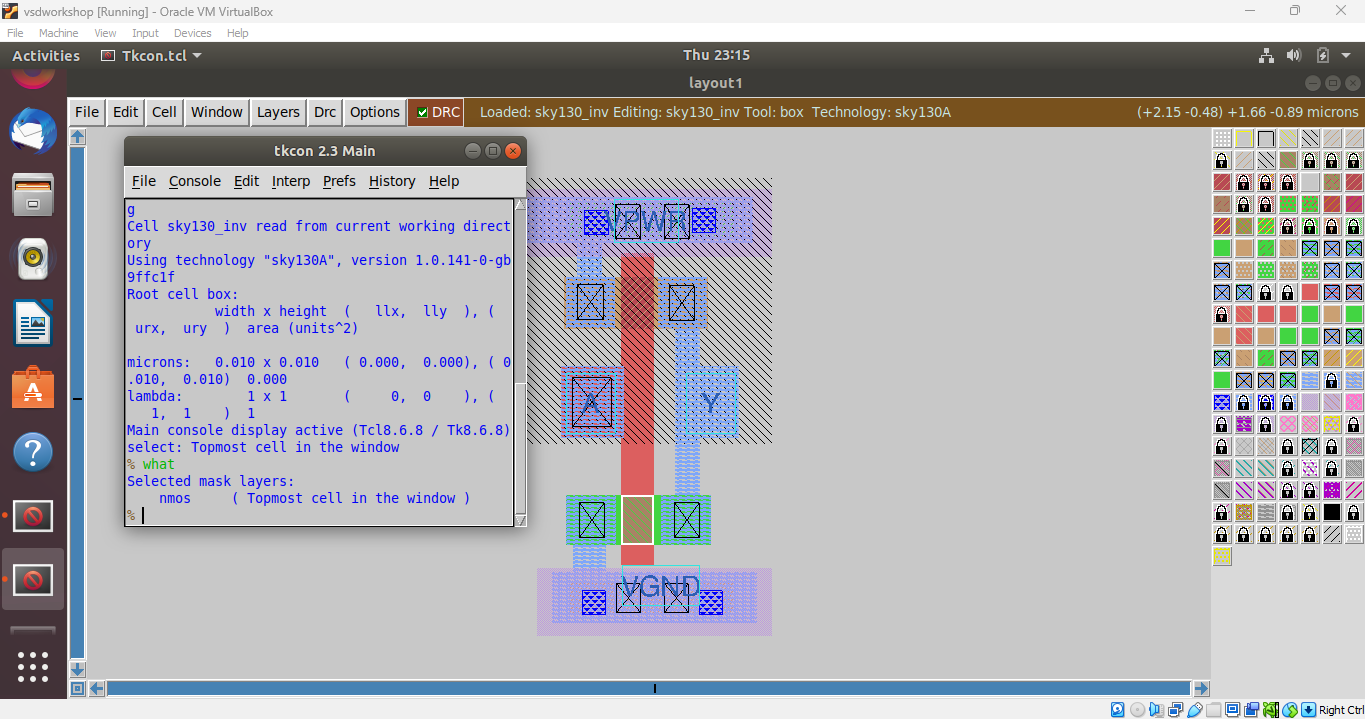 vsdworkshop [Running] - Oracle VM VirtualBox
File Machine View Input Devices Help
Activities Tkcon.tcl Thu 23:15
layout1
File Edit Cell Window Layers Drc Options DRC Loaded: sky130_inv Editing: sky130_inv Tool: box Technology: sky130A (+2.15 -0.48) +1.66 -0.89 microns
tkcon 2.3 Main
File Console Edit Interp Prefs History Help
g
Cell sky130_inv read from current working direct
ory
Using technology "sky130A", version 1.0.141-0-gb
9ffc1f
Root cell box:
width x height ( llx, lly ), (
urx, ury ) area (units^2)
microns: 0.010 x 0.010 ( 0.000, 0.000), ( 0
.010, 0.010) 0.000
lambda: 1 x 1 ( 0, 0 ), (
1, 1 ) 1
Main console display active (Tcl8.6.8 / Tk8.6.8)
select: Topmost cell in the window
% what
Selected mask layers:
nmos ( Topmost cell in the window )
%
VPWR
A
Y
VGND
Right Ctrl